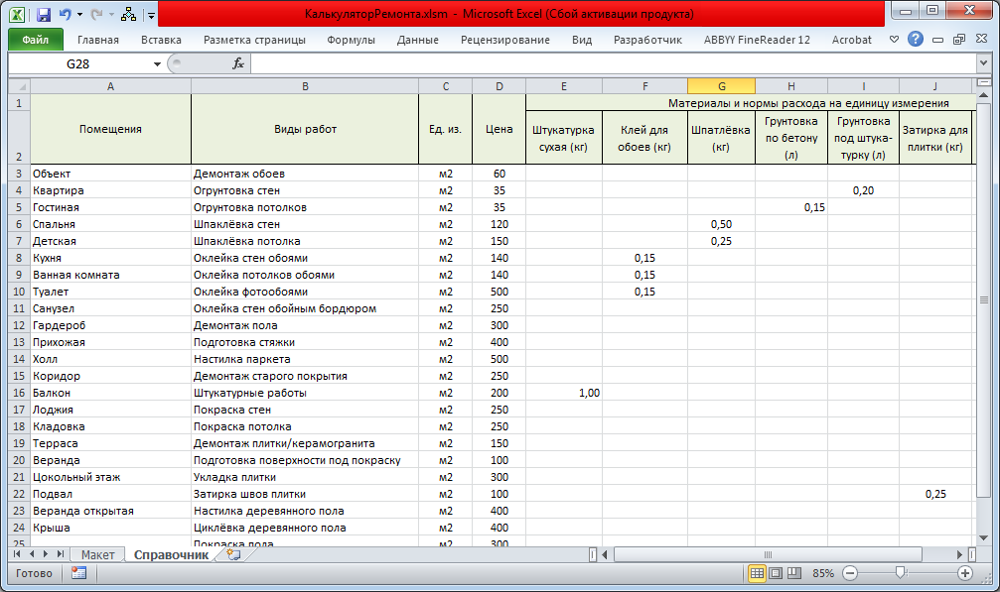 КалькуляторРемонта.xlsm - Microsoft Excel (Сбой активации продукта)
Файл Главная Вставка Разметка страницы Формулы Данные Рецензирование Вид Разработчик ABBYY FineReader 12 Acrobat
G28 fx
A B C D E F G H I J
1 Помещения Виды работ Ед. из. Цена Материалы и нормы расхода на единицу измерения
Штукатурка Клей для Шпатлёвка Грунтовка Грунтовка Затирка для
сухая (кг) обоев (кг) (кг) по бетону под штука- плитки (кг)
2 (л) турку (л)
3 Объект Демонтаж обоев м2 60
4 Квартира Огрунтовка стен м2 35 0,20
5 Гостиная Огрунтовка потолков м2 35 0,15
6 Спальня Шпаклёвка стен м2 120 0,50
7 Детская Шпаклёвка потолка м2 150 0,25
8 Кухня Оклейка стен обоями м2 140 0,15
9 Ванная комната Оклейка потолков обоями м2 140 0,15
10 Туалет Оклейка фотообоями м2 500 0,15
11 Санузел Оклейка стен обойным бордюром м2 250
12 Гардероб Демонтаж пола м2 300
13 Прихожая Подготовка стяжки м2 400
14 Холл Настилка паркета м2 500
15 Коридор Демонтаж старого покрытия м2 250
16 Балкон Штукатурные работы м2 200 1,00
17 Лоджия Покраска стен м2 250
18 Кладовка Покраска потолка м2 250
19 Терраса Демонтаж плитки/керамогранита м2 150
20 Веранда Подготовка поверхности под покраску м2 100
21 Цокольный этаж Укладка плитки м2 300
22 Подвал Затирка швов плитки м2 100 0,25
23 Веранда открытая Настилка деревянного пола м2 400
24 Крыша Циклёвка деревянного пола м2 400
25 Покраска пола м2 300
Макет Справочник
Готово 85%